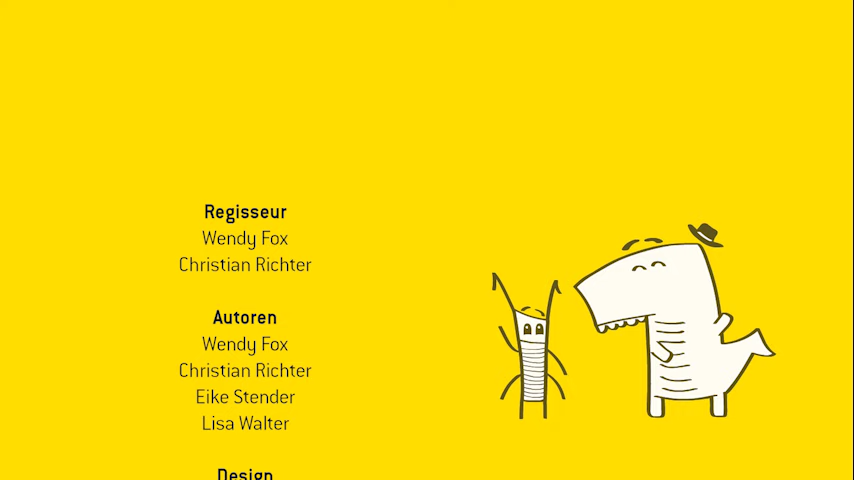 Regisseur
Wendy Fox
Christian Richter
Autoren
Wendy Fox
Christian Richter
Eike Stender
Lisa Walter
Design